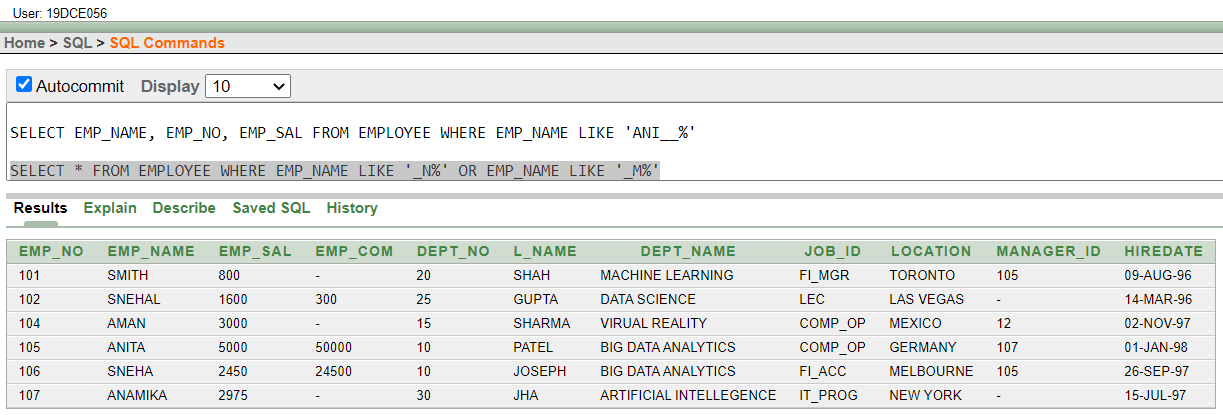 User: 19DCE056
Home > SQL > SQL Commands
Autocommit Display 10
SELECT EMP_NAME, EMP_NO, EMP_SAL FROM EMPLOYEE WHERE EMP_NAME LIKE 'ANI__%'
SELECT * FROM EMPLOYEE WHERE EMP_NAME LIKE '_N%' OR EMP_NAME LIKE '_M%'
Results Explain Describe Saved SQL History
EMP_NO EMP_NAME EMP_SAL EMP_COM DEPT_NO L_NAME DEPT_NAME JOB_ID LOCATION MANAGER_ID HIREDATE
101 SMITH 800 - 20 SHAH MACHINE LEARNING FI_MGR TORONTO 105 09-AUG-96
102 SNEHAL 1600 300 25 GUPTA DATA SCIENCE LEC LAS VEGAS - 14-MAR-96
104 AMAN 3000 - 15 SHARMA VIRUAL REALITY COMP_OP MEXICO 12 02-NOV-97
105 ANITA 5000 50000 10 PATEL BIG DATA ANALYTICS COMP_OP GERMANY 107 01-JAN-98
106 SNEHA 2450 24500 10 JOSEPH BIG DATA ANALYTICS FI_ACC MELBOURNE 105 26-SEP-97
107 ANAMIKA 2975 - 30 JHA ARTIFICIAL INTELLEGENCE IT_PROG NEW YORK - 15-JUL-97